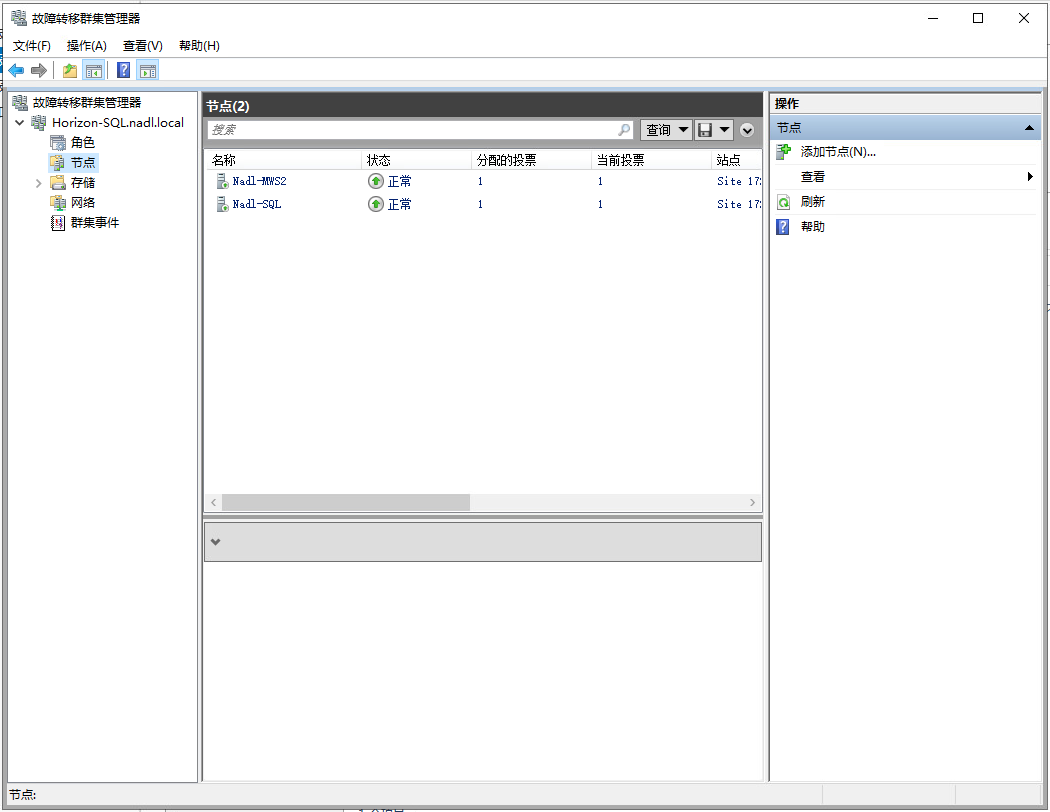 故障转移群集管理器
文件(F) 操作(A) 查看(V) 帮助(H)
故障转移群集管理器
Horizon-SQL.nadl.local
角色
节点
存储
网络
群集事件
节点(2)
搜索
查询
名称 状态 分配的投票 当前投票 站点
Nadl-MWS2 正常 1 1 Site 17
Nadl-SQL 正常 1 1 Site 17
操作
节点
添加节点(N)...
查看
刷新
帮助
节点: